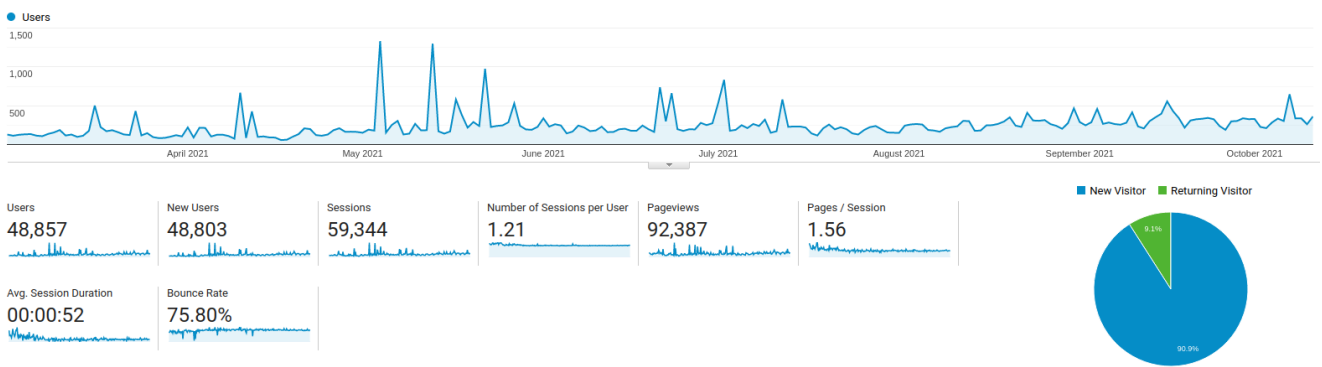 Users
1,500
1,000
500
April 2021 May 2021 June 2021 July 2021 August 2021 September 2021 October 2021
New Visitor Returning Visitor
Users New Users Sessions Number of Sessions per User Pageviews Pages / Session
48,857 48,803 59,344 1.21 92,387 1.56
9.1%
Avg. Session Duration Bounce Rate
00:00:52 75.80%
90.9%